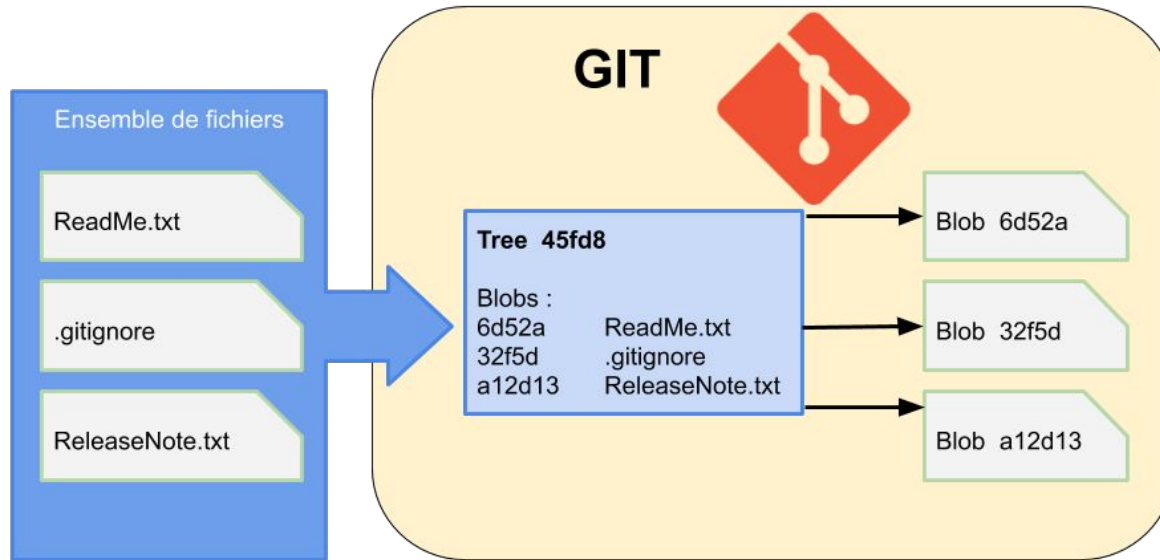 GIT
Ensemble de fichiers
ReadMe.txt
.gitignore
ReleaseNote.txt
Tree 45fd8
Blobs :
6d52a ReadMe.txt
32f5d .gitignore
a12d13 ReleaseNote.txt
Blob 6d52a
Blob 32f5d
Blob a12d13